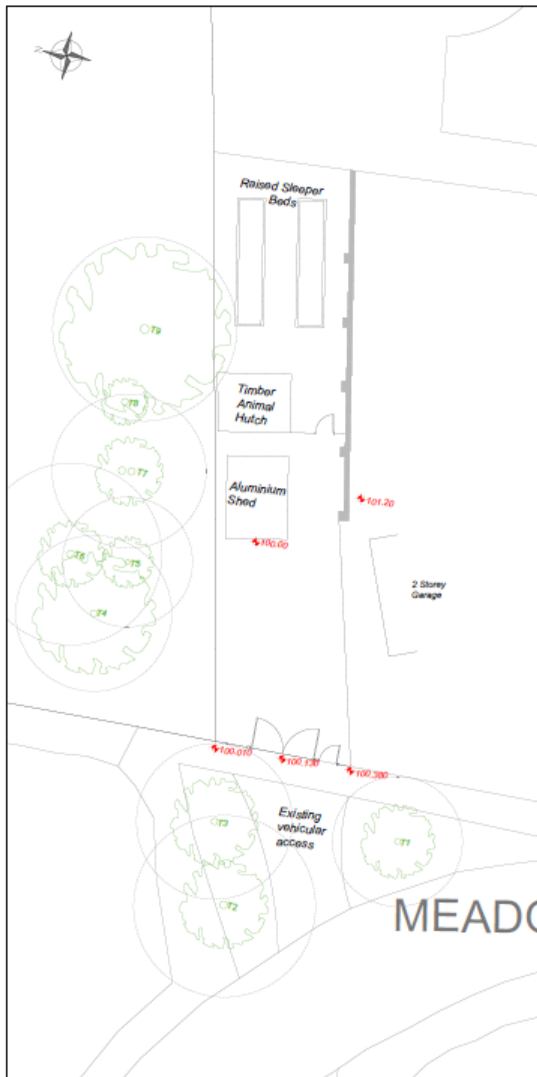 N
Raised Sleeper
Beds
T9
Timber
Animal
Hutch
T8
T7
Aluminium
Shed
101.20
100.00
T6
T5
2 Storey
Garage
T4
100.010
100.130
100.380
Existing
vehicular
access
T3
T1
T2
MEADO